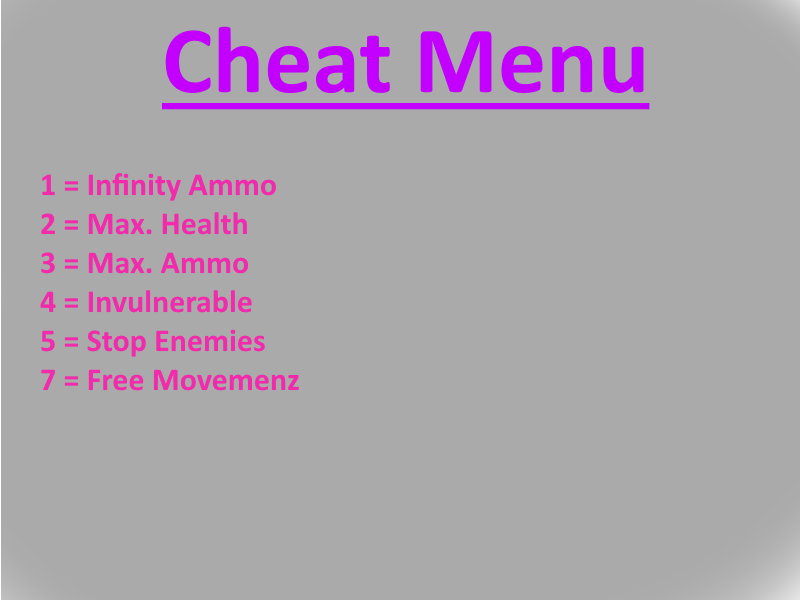 Cheat Menu
1 = Infinity Ammo
2 = Max. Health
3 = Max. Ammo
4 = Invulnerable
5 = Stop Enemies
7 = Free Movemenz